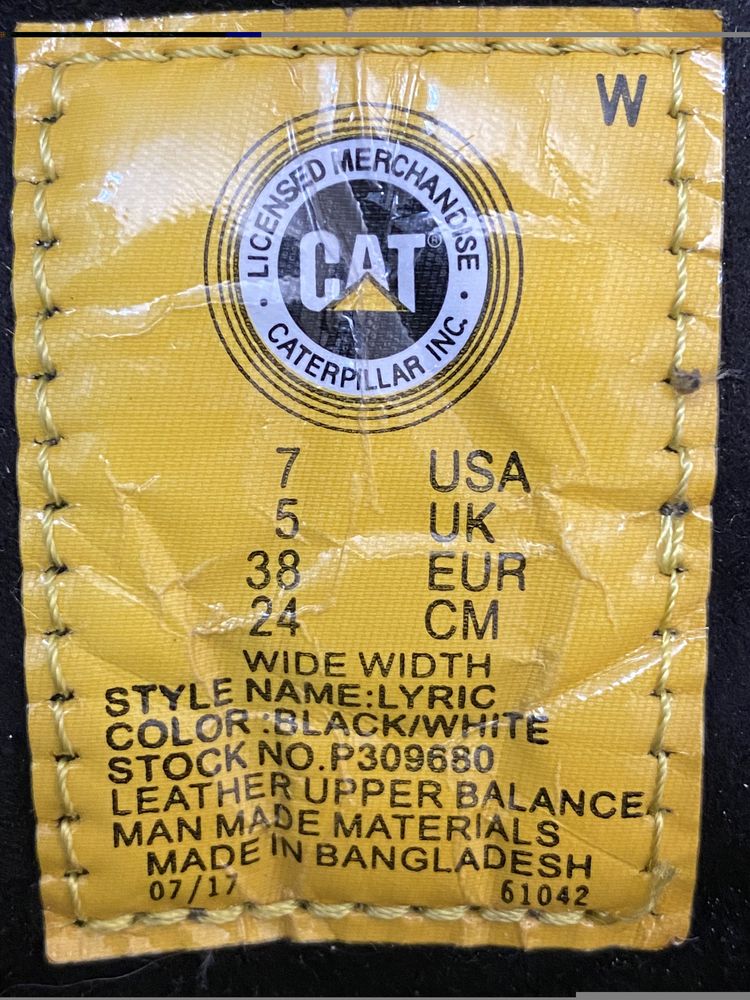 W
LICENSED MERCHANDISE
CAT®
CATERPILLAR INC.
7 USA
5 UK
38 EUR
24 CM
WIDE WIDTH
STYLE NAME:LYRIC
COLOR:BLACK/WHITE
STOCK NO.P309680
LEATHER UPPER BALANCE
MAN MADE MATERIALS
MADE IN BANGLADESH
07/17 61042